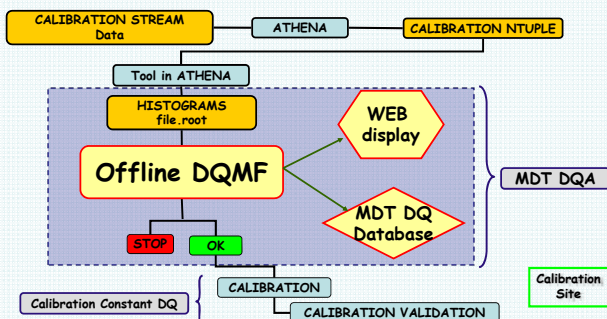 CALIBRATION STREAM
Data
ATHENA
CALIBRATION NTUPLE
Tool in ATHENA
HISTOGRAMS
file.root
WEB
display
Offline DQMF
MDT DQA
MDT DQ
Database
STOP
OK
CALIBRATION
Calibration
Site
Calibration Constant DQ
CALIBRATION VALIDATION